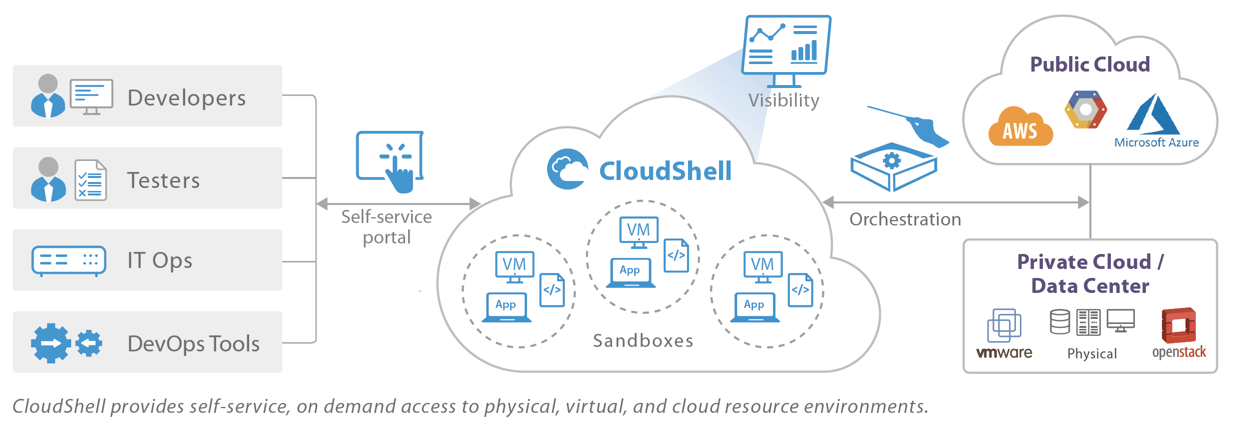 Developers
Testers
IT Ops
DevOps Tools
Self-service
portal
Visibility
CloudShell
VM
App
</>
VM
App
</>
VM
App
</>
Sandboxes
Orchestration
Public Cloud
AWS
Microsoft Azure
Private Cloud /
Data Center
vmware
Physical
openstack
CloudShell provides self-service, on demand access to physical, virtual, and cloud resource environments.